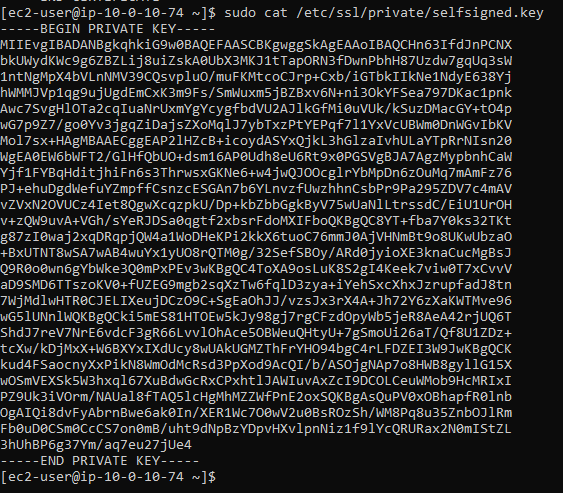 [ec2-user@ip-10-0-10-74 ~]$ sudo cat /etc/ssl/private/selfsigned.key
-----BEGIN PRIVATE KEY-----
MIIEvgIBADANBgkqhkiG9w0BAQEFAASCBKgwggSkAgEAAoIBAQCHn63IfdJnPCNX
bkUWydKWc9g6ZBZLij8uiZskA0UbX3MKJ1tTapORN3fDwnPbhH87Uzdw7gqUq3sW
1ntNgMpX4bVLnNMV39CQsvpluO/muFKMtcoCJrp+Cxb/iGTbkIIkNe1NdyE638Yj
hWMMJVp1qg9ujUgdEmCxK3m9Fs/SmWuxm5jBZBxv6N+ni3OkYFSea797DKac1pnk
Awc7SvgHlOTa2cqIuaNrUxmYgYcygfbdVU2AJlkGfMi0uVUk/kSuzDMacGY+tO4p
wG7p9Z7/go0Yv3jgqZiDajsZXoMqlJ7ybTxzPtYEPqf7l1YxVcUBWm0DnWGvIbKV
Mol7sx+HAgMBAAECggEAP2lHZcB+icoydASYxQjkL3hGlzaIvhULaYTpRrNIsn20
WgEA0EW6bWFT2/GlHfQbUO+dsm16AP0Udh8eU6Rt9x0PGSVgBJA7AgzMypbnhCaW
Yjf1FYBqHditjhiFn6s3ThrwsxGKNe6+w4jwQJOOcglrYbMpDn6zOuMq7mAmFz76
PJ+ehuDgdWefuYZmpffCsnzcESGAn7b6YLnvzfUwzhhnCsbPr9Pa295ZDV7c4mAV
vZVxN2OVUCz4Iet8QgwXcqzpkU/Dp+kbZbbGgkByV75wUaNlLtrssdC/EiU1UrOH
v+zQW9uvA+VGh/sYeRJDSa0qgtf2xbsrFdoMXIFboQKBgQC8YT+fba7Y0ks32TKt
g87zI0waj2xqDRqpjQW4a1WoDHeKPi2kkX6tuoC76mmJ0AjVHNmBt9o8UKwUbzaO
+BxUTNT8wSA7wAB4wuYx1yUO8rQTM0g/32SefSBOy/ARd0jyioXE3knaCucMgBsJ
Q9R0o0wn6gYbWke3Q0mPxPEv3wKBgQC4ToXA9osLuK8S2gI4Keek7viw0T7xCvvV
aD9SMD6TTszoKV0+fUZEG9mgb2sqXzTw6fqlD3zya+iYehSxcXhxJzrupfadJ8tn
7WjMdlwHTR0CJELIXeujDCzO9C+SgEaOhJJ/vzsJx3rX4A+Jh72Y6zXaKWTMve96
wG5lUNnlWQKBgQCki5mES81HTOEw5kJy98gj7rgCFzdOpyWb5jeR8AeA42rjUQ6T
ShdJ7reV7NrE6vdcF3gR66LvvlOhAce5OBWeuQHtyU+7gSmoUi26aT/Qf8U1ZDz+
tcXw/kDjMxX+W6BXYxIXdUcy8wUAkUGMZThFrYHO94bgC4rLFDZEI3W9JwKBgQCK
kud4FSaocnyXxPikN8WmOdMcRsd3PpXod9AcQI/b/ASOjgNAp7o8HWB8gyllG15X
wOSmVEXSk5W3hxql67XuBdwGcRxCPxhtlJAWIuvAxZcI9DCOLCeuWMob9HcMRIxI
PZ9Uk3iVOrm/NAUal8fTAQ5lcHgMhMZZWfPnE2oxSQKBgAsQuPV0xOBhapfR0lnb
OgAIQi8dvFyAbrnBwe6ak0In/XER1Wc7O0wV2u0BsROzSh/WM8Pq8u35ZnbOJlRm
Fb0uD0CSm0CcCS7on0mB/uht9dNpBzYDpvHXvlpnNiz1f9lYcQRURax2N0mIStZL
3hUhBP6g37Ym/aq7eu27jUe4
-----END PRIVATE KEY-----
[ec2-user@ip-10-0-10-74 ~]$